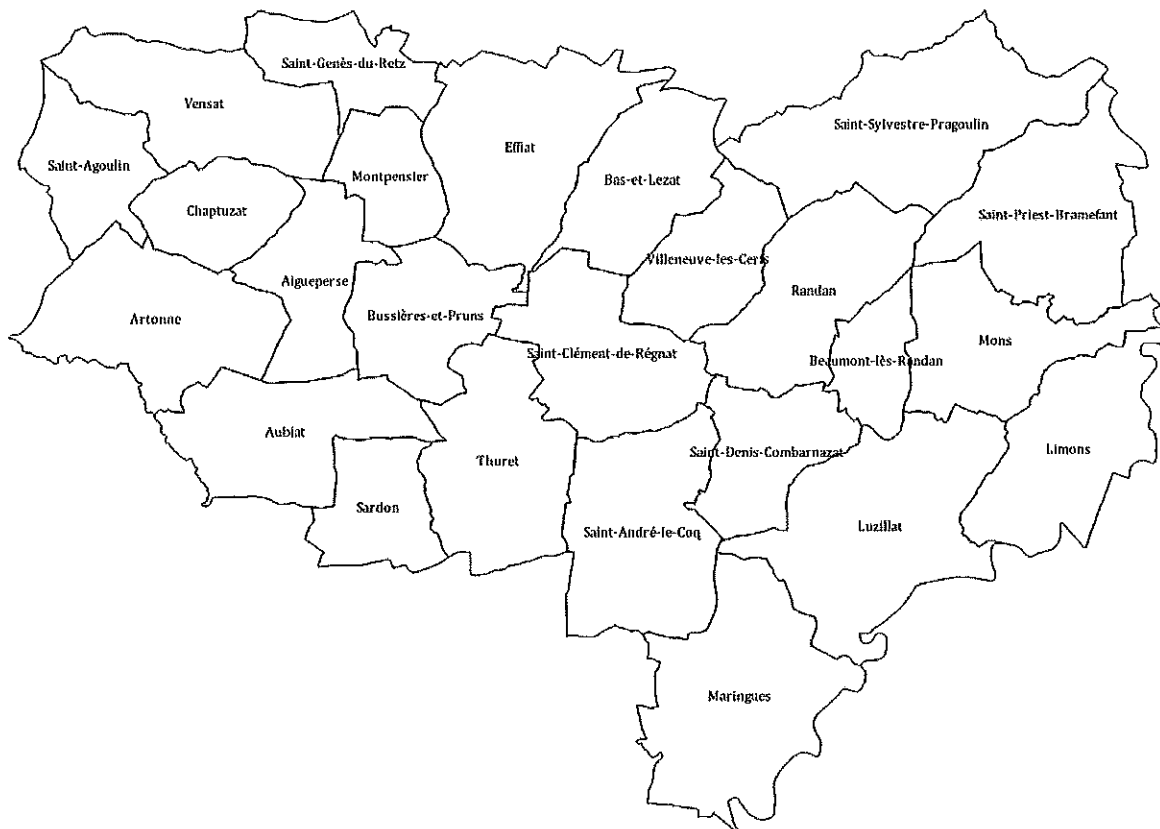 Saint-Genès-du-Retz
Vensat
Saint-Sylvestre-Pragoulin
Effiat
Saint-Agoulin
Montpensier
Bas-et-Lezat
Chaptuzat
Saint-Priest-Bramefant
Villeneuve-les-Cerfs
Aigueperse
Randan
Artonne
Bussières-et-Pruns
Mons
Saint-Clément-de-Régnat
Beaumont-lès-Randan
Aubiat
Limons
Saint-Denis-Combarnazat
Thuret
Sardon
Luzillat
Saint-André-le-Coq
Maringues